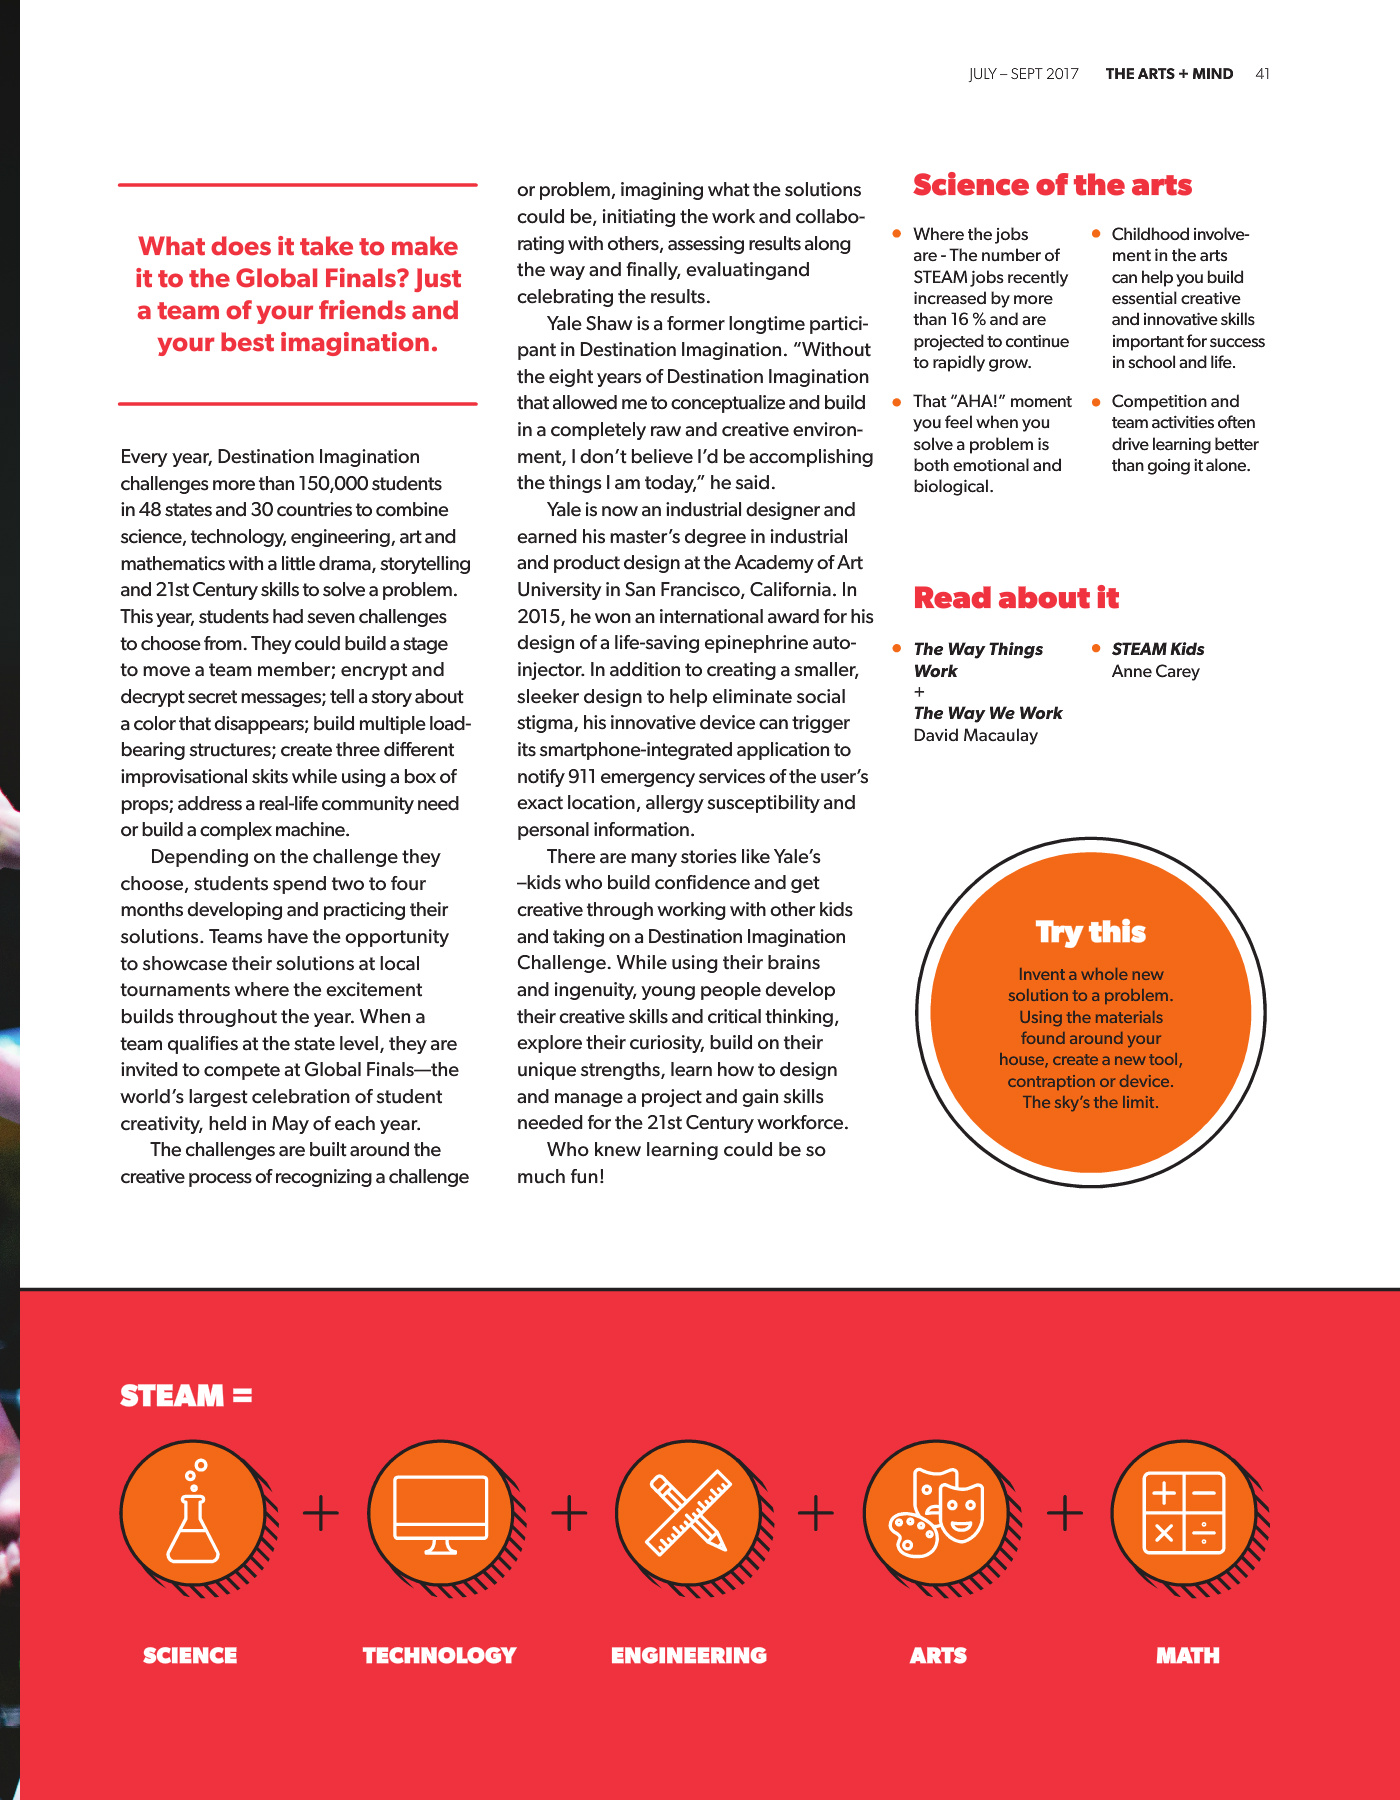 JULY – SEPT 2017 THE ARTS + MIND 41
What does it take to make
it to the Global Finals? Just
a team of your friends and
your best imagination.
Every year, Destination Imagination
challenges more than 150,000 students
in 48 states and 30 countries to combine
science, technology, engineering, art and
mathematics with a little drama, storytelling
and 21st Century skills to solve a problem.
This year, students had seven challenges
to choose from. They could build a stage
to move a team member; encrypt and
decrypt secret messages; tell a story about
a color that disappears; build multiple load-
bearing structures; create three different
improvisational skits while using a box of
props; address a real-life community need
or build a complex machine.
Depending on the challenge they
choose, students spend two to four
months developing and practicing their
solutions. Teams have the opportunity
to showcase their solutions at local
tournaments where the excitement
builds throughout the year. When a
team qualifies at the state level, they are
invited to compete at Global Finals—the
world's largest celebration of student
creativity, held in May of each year.
The challenges are built around the
creative process of recognizing a challenge
or problem, imagining what the solutions
could be, initiating the work and collabo-
rating with others, assessing results along
the way and finally, evaluatingand
celebrating the results.
Yale Shaw is a former longtime partici-
pant in Destination Imagination. “Without
the eight years of Destination Imagination
that allowed me to conceptualize and build
in a completely raw and creative environ-
ment, I don’t believe I’d be accomplishing
the things I am today,” he said.
Yale is now an industrial designer and
earned his master’s degree in industrial
and product design at the Academy of Art
University in San Francisco, California. In
2015, he won an international award for his
design of a life-saving epinephrine auto-
injector. In addition to creating a smaller,
sleeker design to help eliminate social
stigma, his innovative device can trigger
its smartphone-integrated application to
notify 911 emergency services of the user’s
exact location, allergy susceptibility and
personal information.
There are many stories like Yale’s
–kids who build confidence and get
creative through working with other kids
and taking on a Destination Imagination
Challenge. While using their brains
and ingenuity, young people develop
their creative skills and critical thinking,
explore their curiosity, build on their
unique strengths, learn how to design
and manage a project and gain skills
needed for the 21st Century workforce.
Who knew learning could be so
much fun!
Science of the arts
Where the jobs
are - The number of
STEAM jobs recently
increased by more
than 16 % and are
projected to continue
to rapidly grow.
That “AHA!” moment
you feel when you
solve a problem is
both emotional and
biological.
Childhood involve-
ment in the arts
can help you build
essential creative
and innovative skills
important for success
in school and life.
Competition and
team activities often
drive learning better
than going it alone.
Read about it
The Way Things
Work
+
The Way We Work
David Macaulay
STEAM Kids
Anne Carey
Try this
Invent a whole new
solution to a problem.
Using the materials
found around your
house, create a new tool,
contraption or device.
The sky’s the limit.
STEAM =
SCIENCE + TECHNOLOGY + ENGINEERING + ARTS + MATH